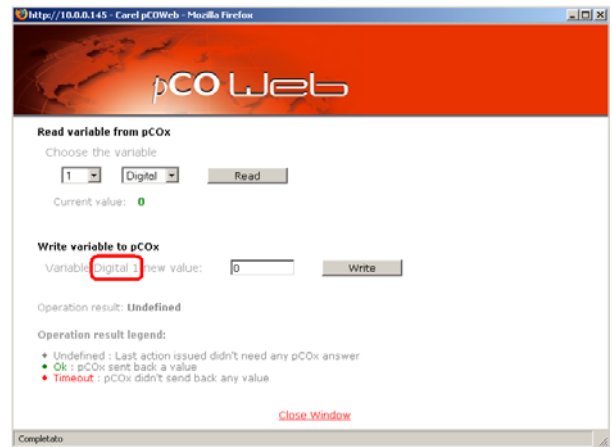 http://10.0.0.145 - Carel pCOWeb - Mozilla Firefox
pCO Web
Read variable from pCOx
Choose the variable
1 Digital Read
Current value: 0
Write variable to pCOx
Variable Digital 1 new value: 0 Write
Operation result: Undefined
Operation result legend:
Undefined : Last action issued didn't need any pCOx answer
Ok : pCOx sent back a value
Timeout : pCOx didn't send back any value
Close Window
Completato